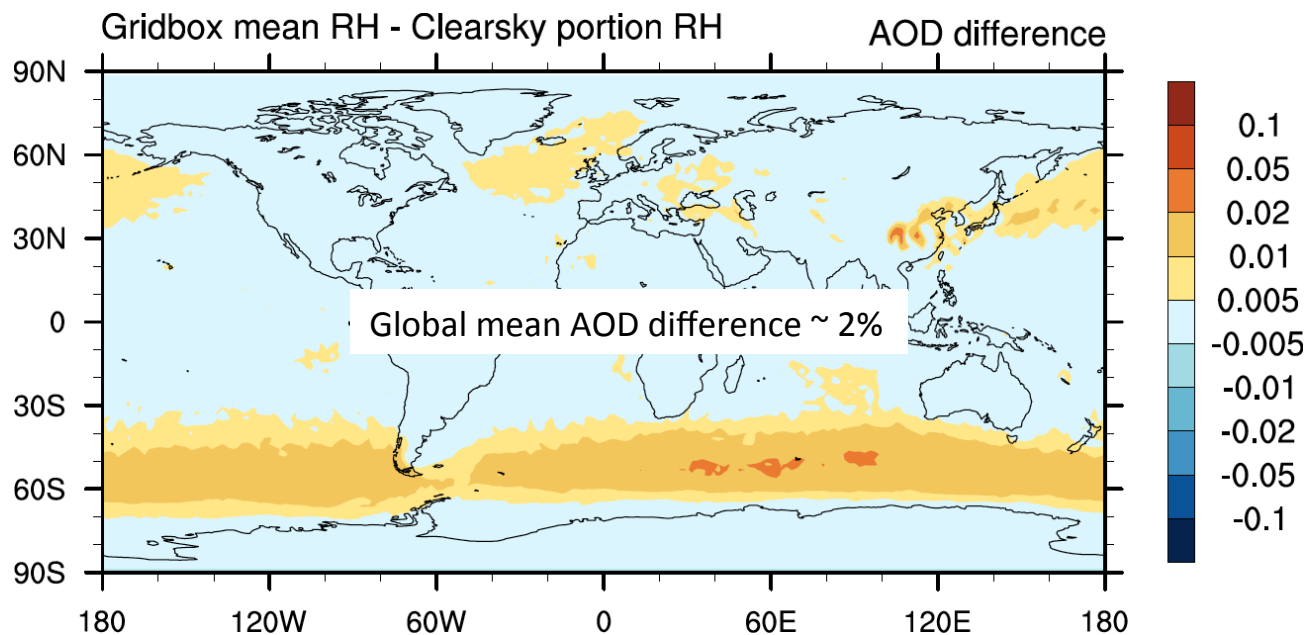 Gridbox mean RH - Clearsky portion RH
AOD difference
90N
60N
30N
0
30S
60S
90S
Global mean AOD difference ~ 2%
180
120W
60W
0
60E
120E
180
0.1
0.05
0.02
0.01
0.005
-0.005
-0.01
-0.02
-0.05
-0.1